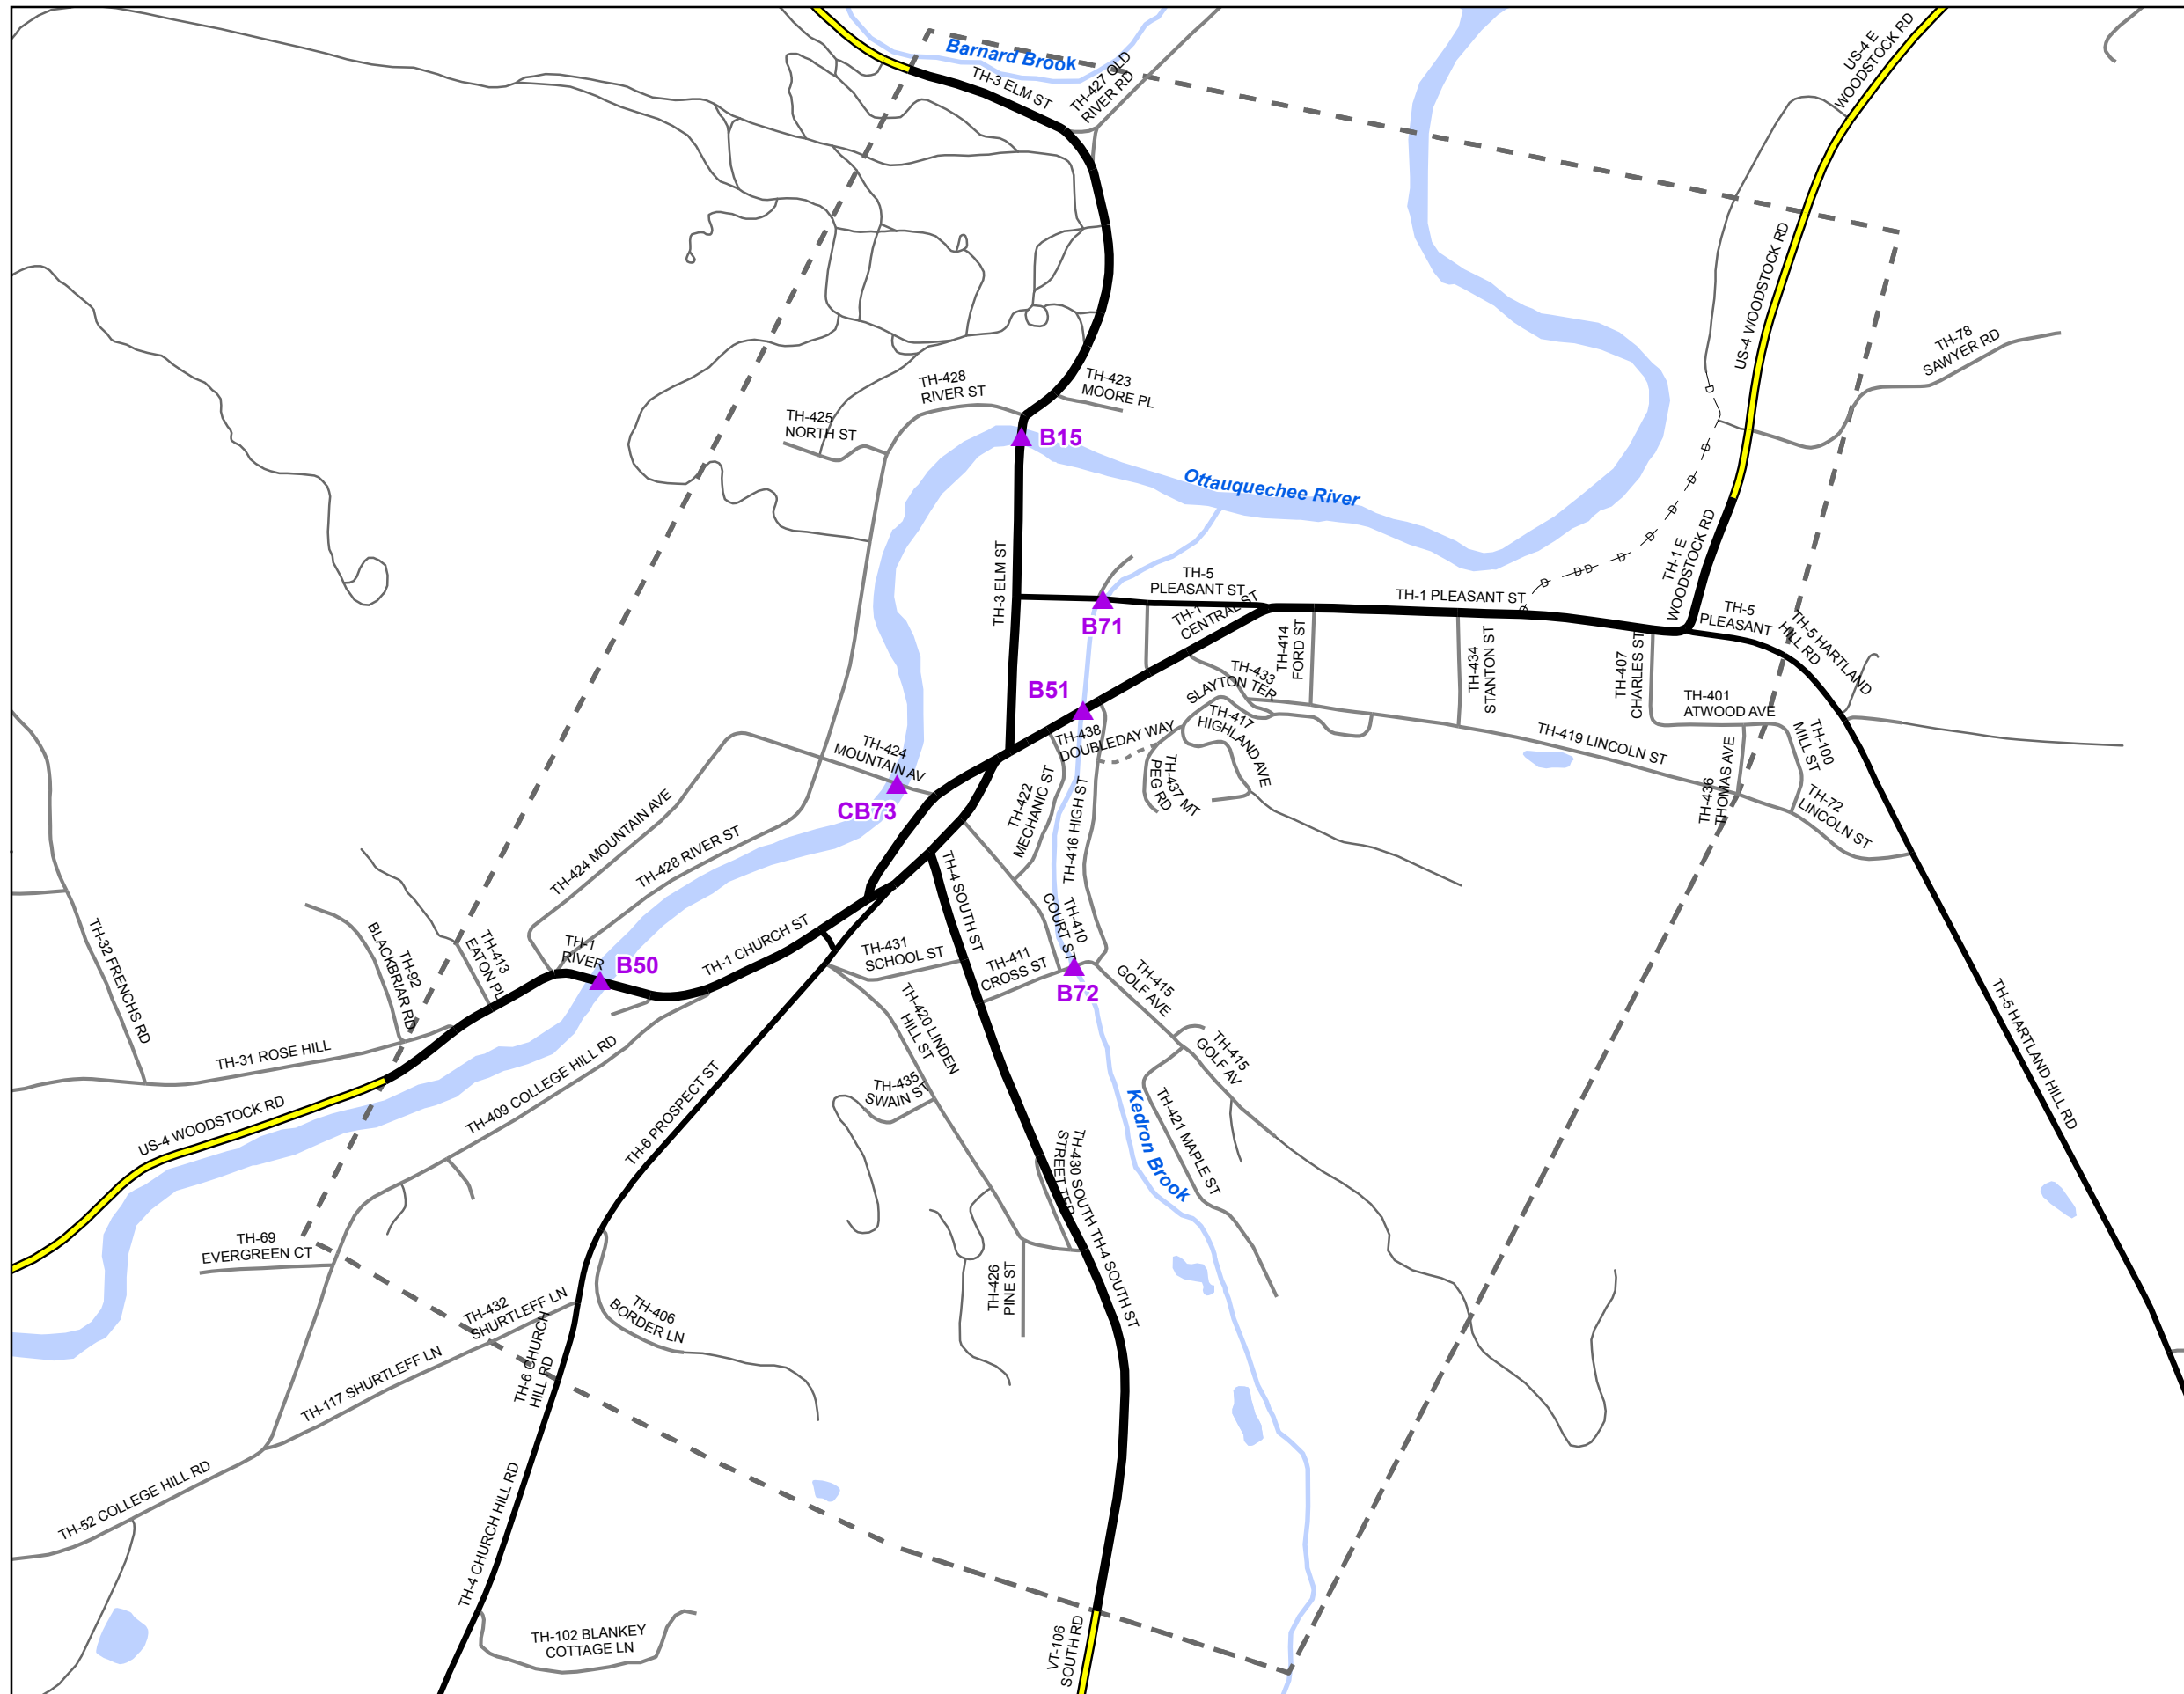 Barnard Brook
TH-3 ELM ST
TH-427 OLD
RIVER RD
US-4 E
WOODSTOCK RD
US-4 WOODSTOCK RD
TH-78
SAWYER RD
TH-428
RIVER ST
TH-423
MOORE PL
TH-425
NORTH ST
B15
Ottauquechee River
TH-3 ELM ST
TH-5
PLEASANT ST
TH-1
CENTRAL ST
B71
TH-1 PLEASANT ST
TH-1 E
WOODSTOCK RD
TH-5
PLEASANT
TH-5 HARTLAND
HILL RD
TH-414
FORD ST
TH-434
STANTON ST
TH-407
CHARLES ST
TH-433
SLAYTON TER
B51
TH-401
ATWOOD AVE
TH-417
HIGHLAND AVE
TH-438
DOUBLEDAY WAY
TH-424
MOUNTAIN AV
TH-419 LINCOLN ST
TH-100
MILL ST
TH-436
THOMAS AVE
TH-72
LINCOLN ST
TH-437 MT
PEG RD
CB73
TH-422
MECHANIC ST
TH-416 HIGH ST
TH-424 MOUNTAIN AVE
TH-428 RIVER ST
TH-4 SOUTH ST
TH-410
COURT ST
TH-32 FRENCHS RD
TH-92
BLACKBRIAR RD
TH-413
EATON PL
TH-1
RIVER
B50
TH-1 CHURCH ST
TH-431
SCHOOL ST
TH-411
CROSS ST
B72
TH-415
GOLF AVE
TH-415
GOLF AV
TH-31 ROSE HILL
TH-420 LINDEN
HILL ST
TH-5 HARTLAND HILL RD
US-4 WOODSTOCK RD
TH-409 COLLEGE HILL RD
TH-6 PROSPECT ST
TH-435
SWAIN ST
Kedron Brook
TH-421 MAPLE ST
TH-430 SOUTH
STREET TER
TH-4 SOUTH ST
TH-69
EVERGREEN CT
TH-432
SHURTLEFF LN
TH-406
BORDER LN
TH-426
PINE ST
TH-117 SHURTLEFF LN
TH-6 CHURCH
HILL RD
TH-52 COLLEGE HILL RD
TH-4 CHURCH HILL RD
TH-102 BLANKEY
COTTAGE LN
VT-106
SOUTH RD